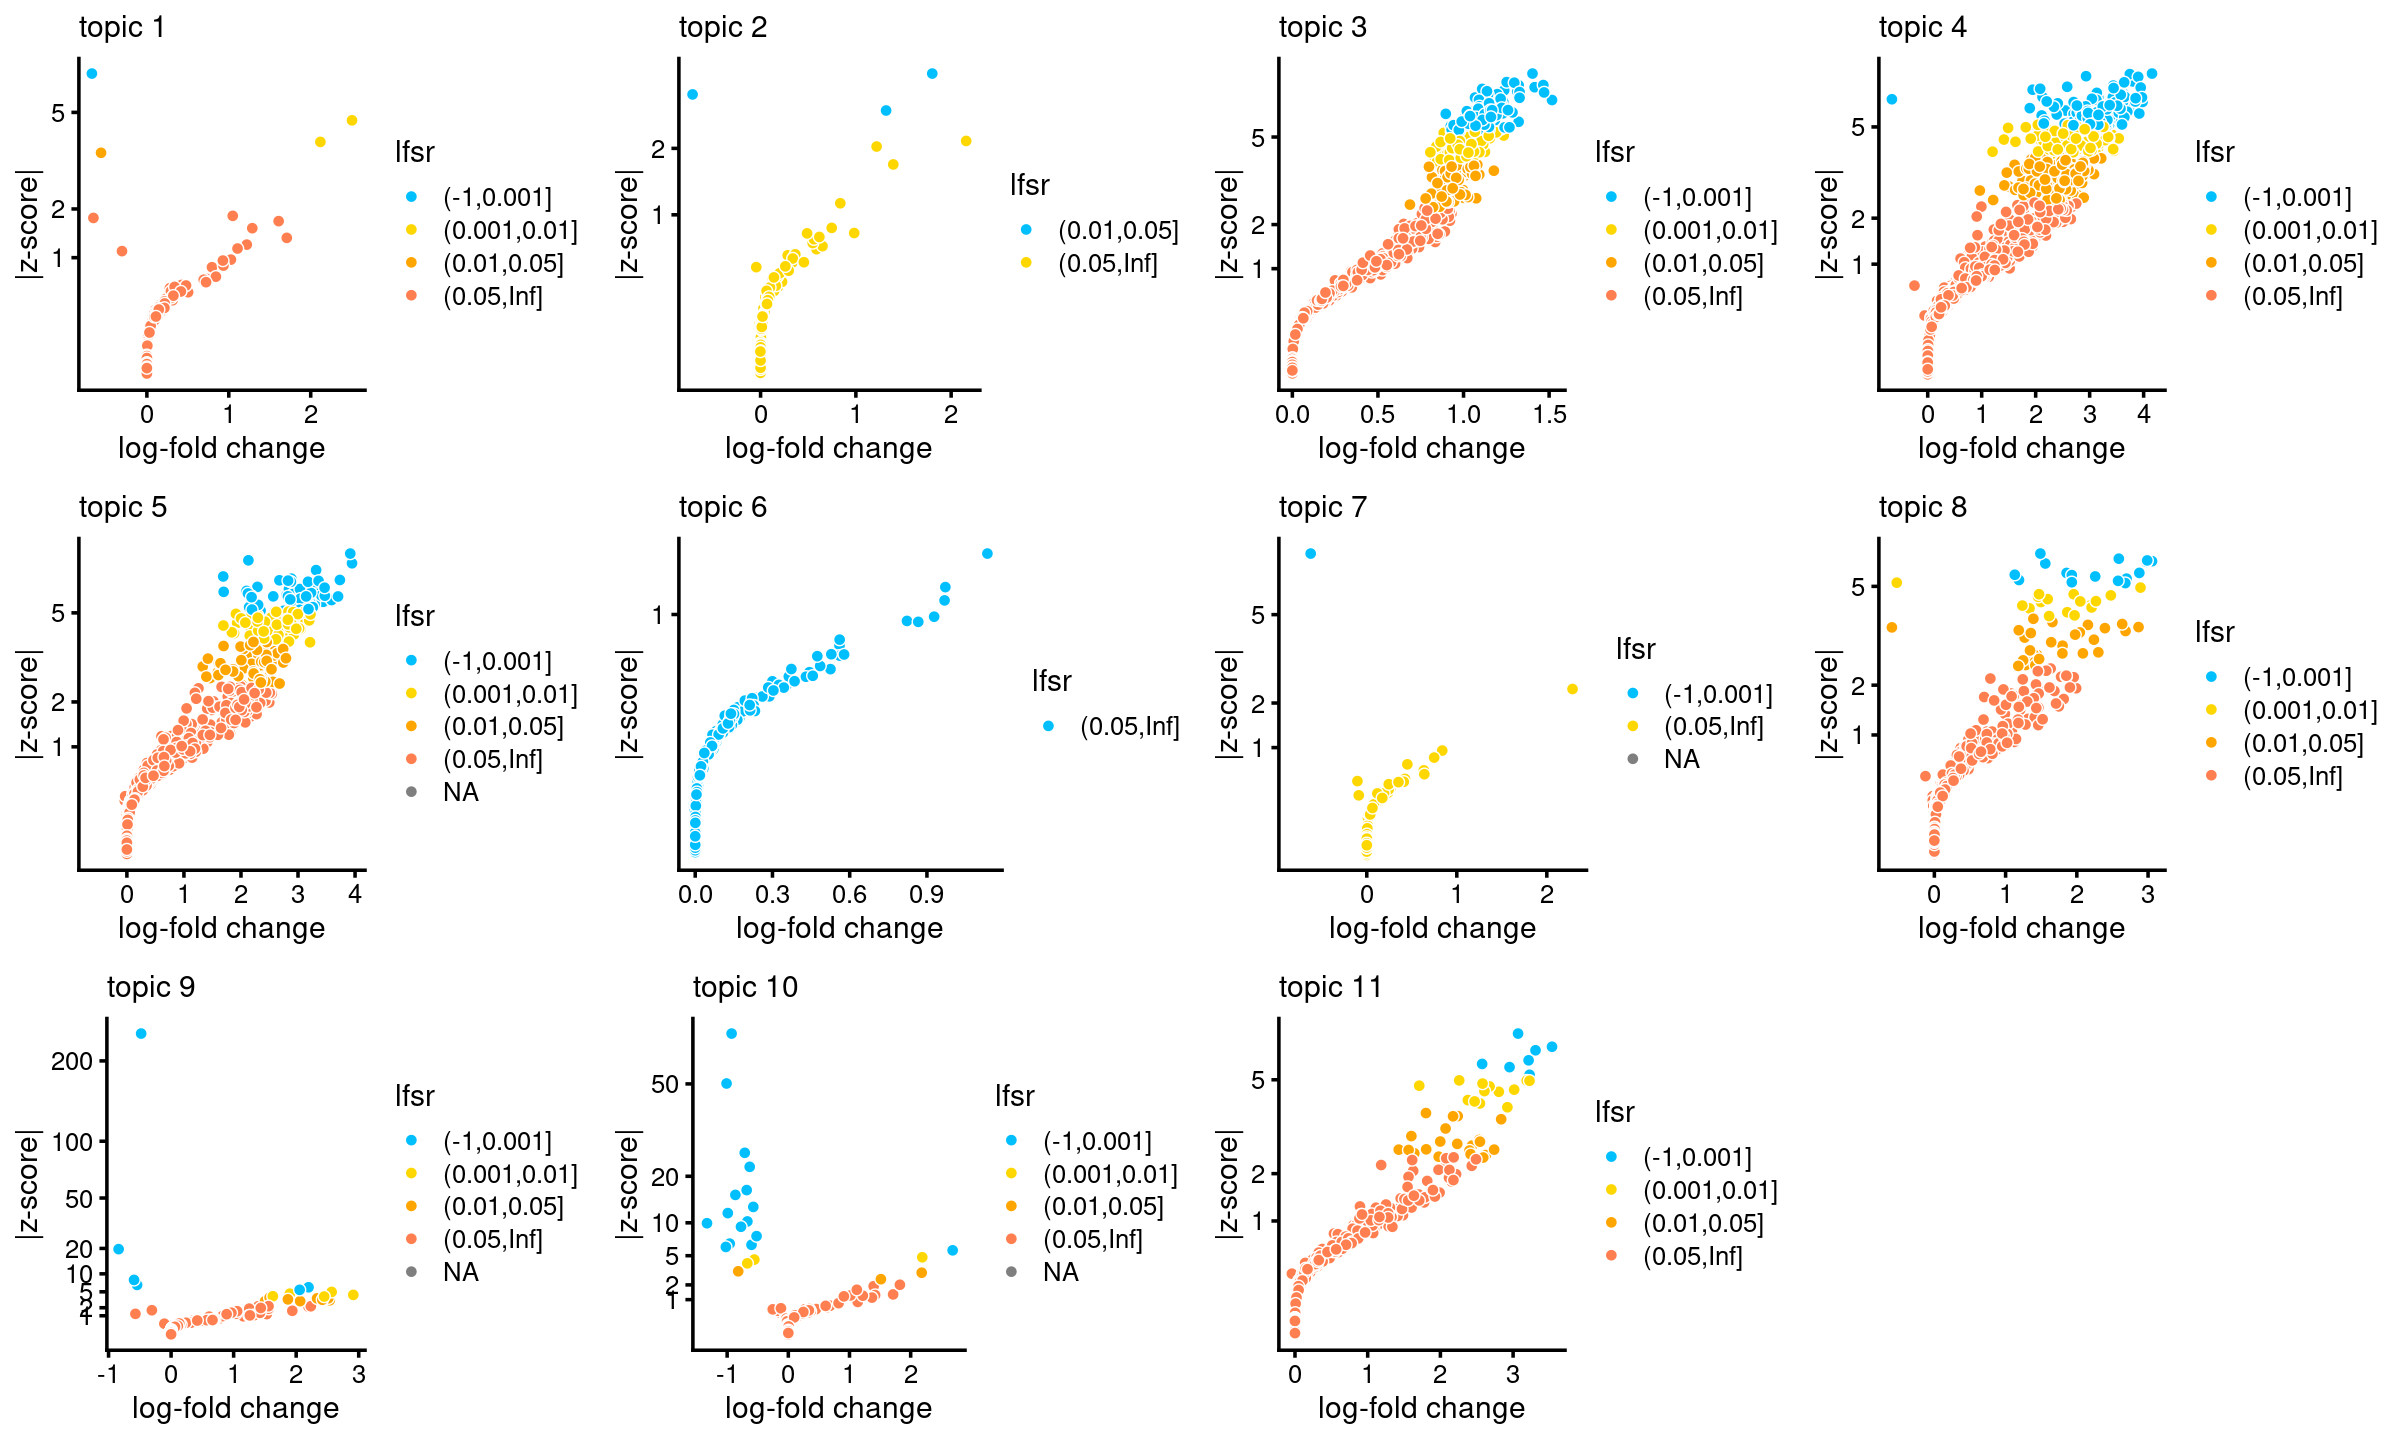 topic 1
|z-score|
5
2
1
0 1 2
log-fold change
lfsr
(-1,0.001]
(0.001,0.01]
(0.01,0.05]
(0.05,Inf]
topic 2
|z-score|
2
1
0 1 2
log-fold change
lfsr
(0.01,0.05]
(0.05,Inf]
topic 3
|z-score|
5
2
1
0.0 0.5 1.0 1.5
log-fold change
lfsr
(-1,0.001]
(0.001,0.01]
(0.01,0.05]
(0.05,Inf]
topic 4
|z-score|
5
2
1
0 1 2 3 4
log-fold change
lfsr
(-1,0.001]
(0.001,0.01]
(0.01,0.05]
(0.05,Inf]
topic 5
|z-score|
5
2
1
0 1 2 3 4
log-fold change
lfsr
(-1,0.001]
(0.001,0.01]
(0.01,0.05]
(0.05,Inf]
NA
topic 6
|z-score|
1
0.0 0.3 0.6 0.9
log-fold change
lfsr
(0.05,Inf]
topic 7
|z-score|
5
2
1
0 1 2
log-fold change
lfsr
(-1,0.001]
(0.05,Inf]
NA
topic 8
|z-score|
5
2
1
0 1 2 3
log-fold change
lfsr
(-1,0.001]
(0.001,0.01]
(0.01,0.05]
(0.05,Inf]
topic 9
|z-score|
200
100
50
20
10
5
2
1
-1 0 1 2 3
log-fold change
lfsr
(-1,0.001]
(0.001,0.01]
(0.01,0.05]
(0.05,Inf]
NA
topic 10
|z-score|
50
20
10
5
2
1
-1 0 1 2
log-fold change
lfsr
(-1,0.001]
(0.001,0.01]
(0.01,0.05]
(0.05,Inf]
NA
topic 11
|z-score|
5
2
1
0 1 2 3
log-fold change
lfsr
(-1,0.001]
(0.001,0.01]
(0.01,0.05]
(0.05,Inf]